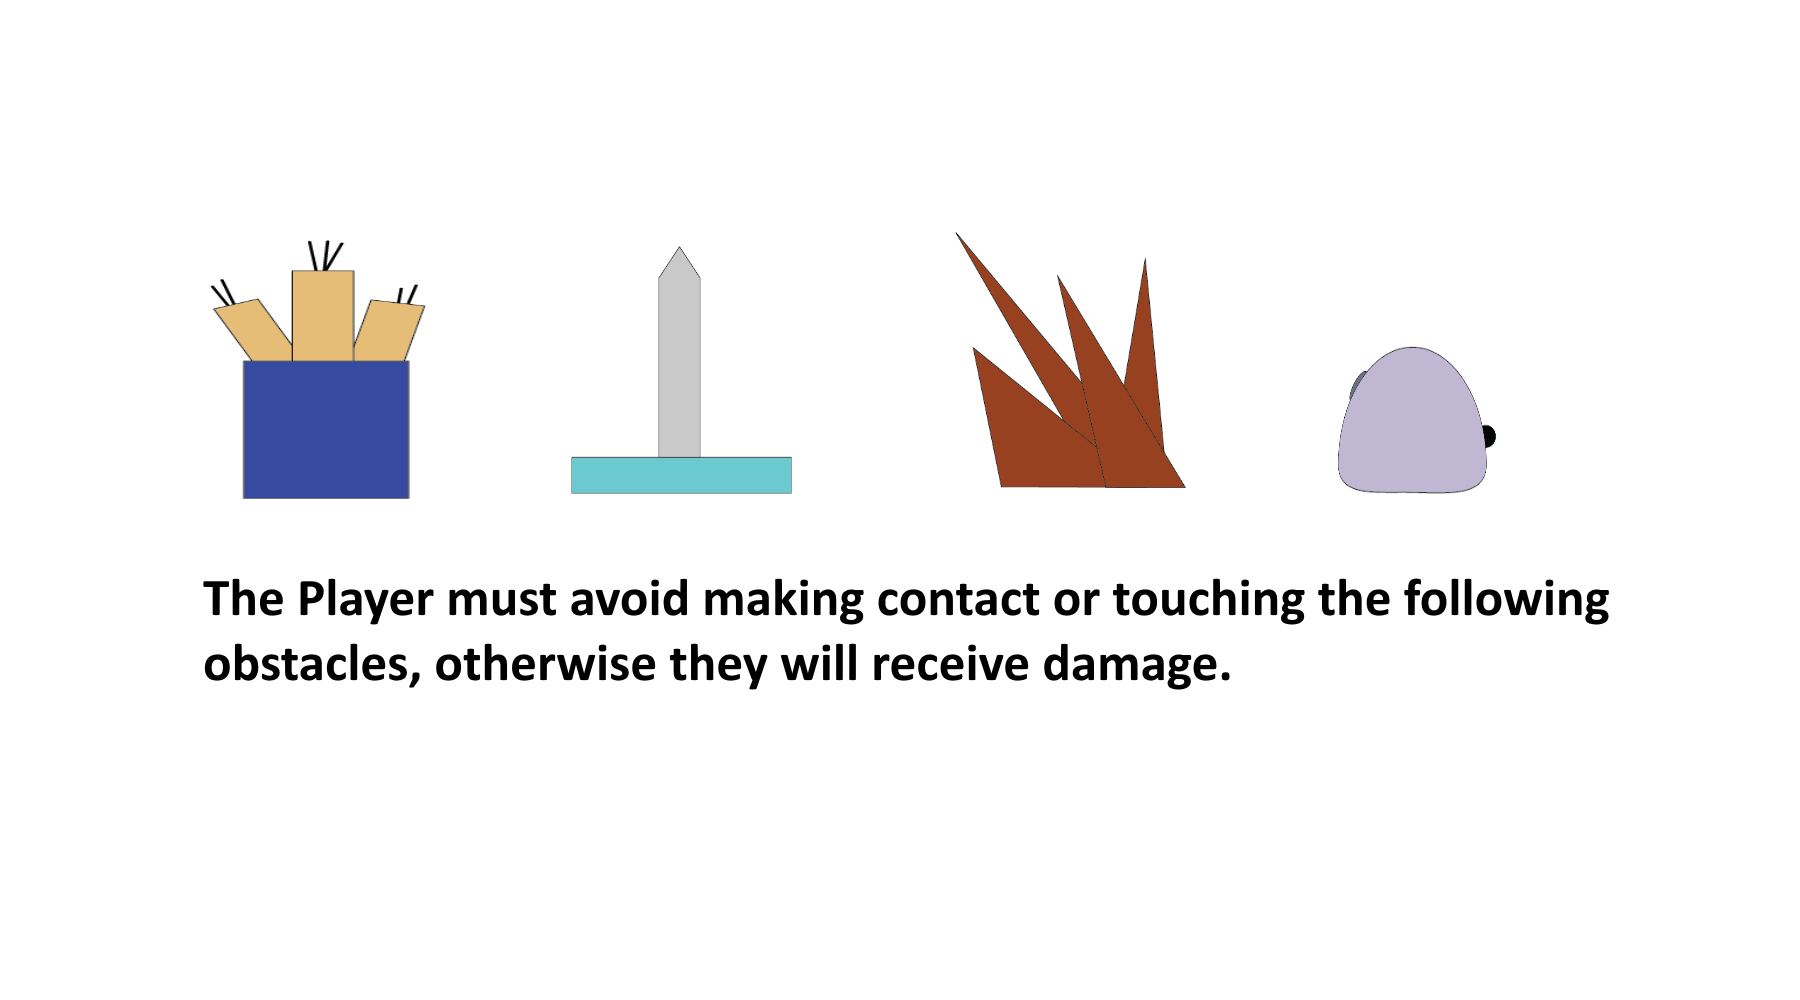 The Player must avoid making contact or touching the following
obstacles, otherwise they will receive damage.